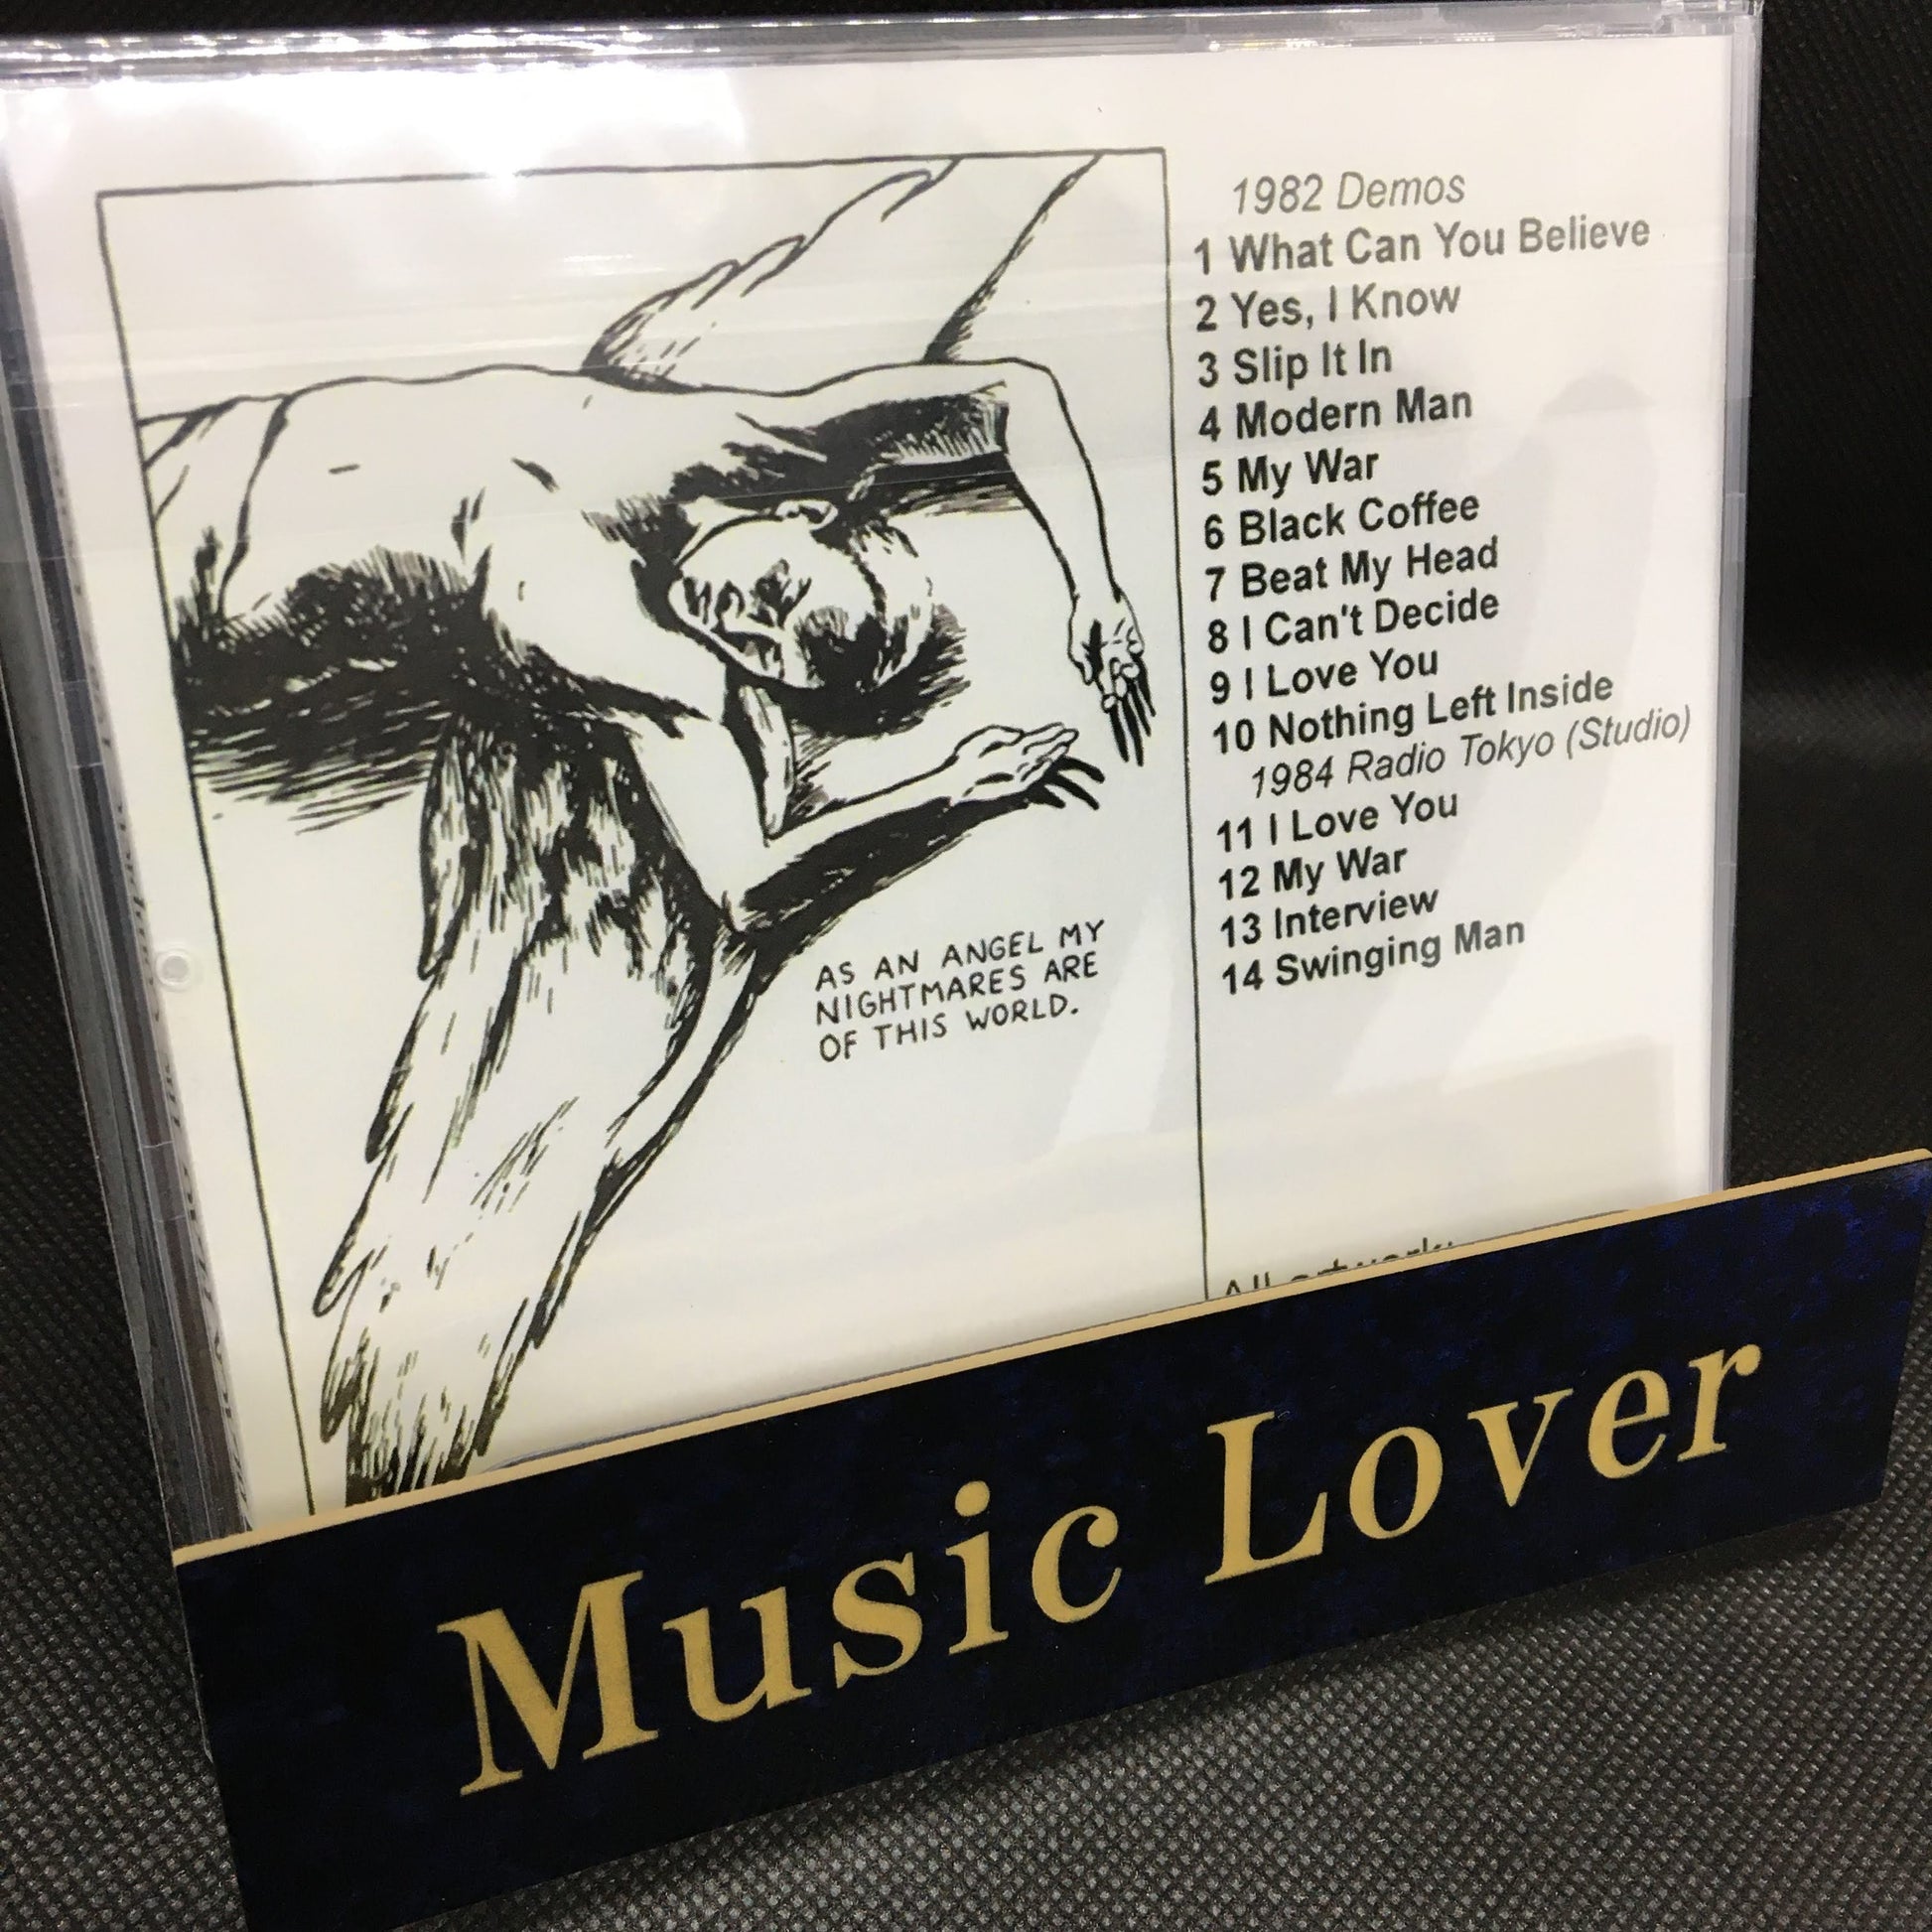 1982 Demos
1 What Can You Believe
2 Yes, I Know
3 Slip It In
4 Modern Man
5 My War
6 Black Coffee
7 Beat My Head
8 I Can't Decide
9 I Love You
10 Nothing Left Inside
1984 Radio Tokyo (Studio)
11 I Love You
12 My War
13 Interview
14 Swinging Man
AS AN ANGEL MY
NIGHTMARES ARE
OF THIS WORLD.
All artwork:
Music Lover